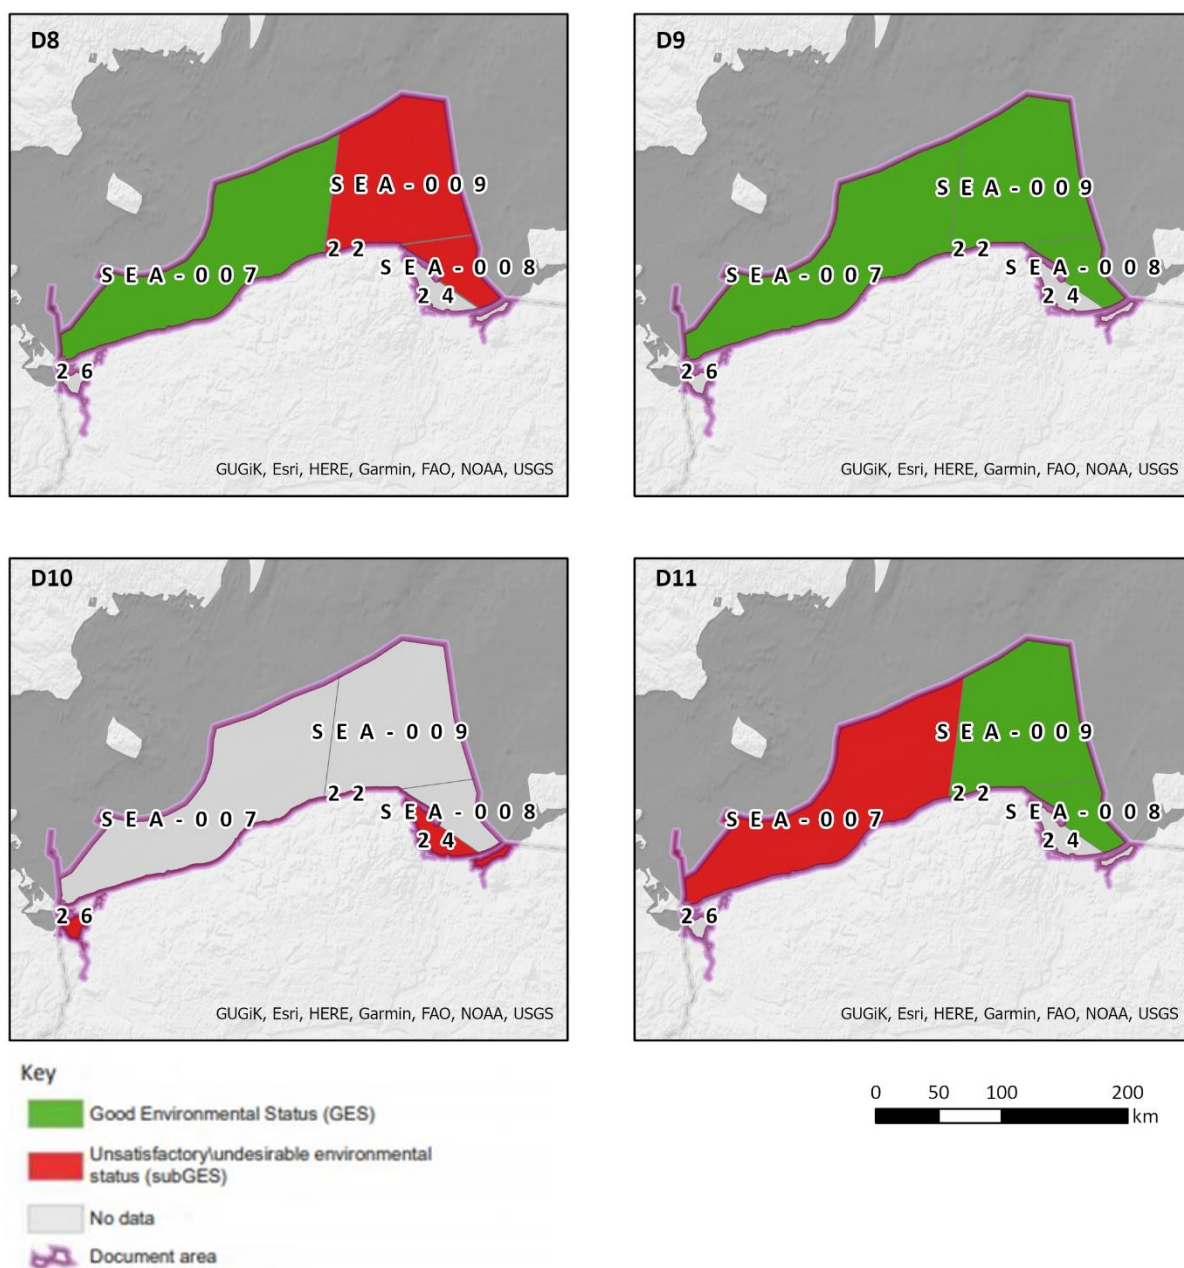 D8
SEA-009
22
SEA-007
SEA-008
24
26
GUGiK, Esri, HERE, Garmin, FAO, NOAA, USGS
D9
SEA-009
22
SEA-007
SEA-008
24
26
GUGiK, Esri, HERE, Garmin, FAO, NOAA, USGS
D10
SEA-009
22
SEA-007
SEA-008
24
26
GUGiK, Esri, HERE, Garmin, FAO, NOAA, USGS
D11
SEA-009
22
SEA-007
SEA-008
24
26
GUGiK, Esri, HERE, Garmin, FAO, NOAA, USGS
Key
Good Environmental Status (GES)
Unsatisfactory\undesirable environmental
status (subGES)
No data
Document area
0 50 100 200
km